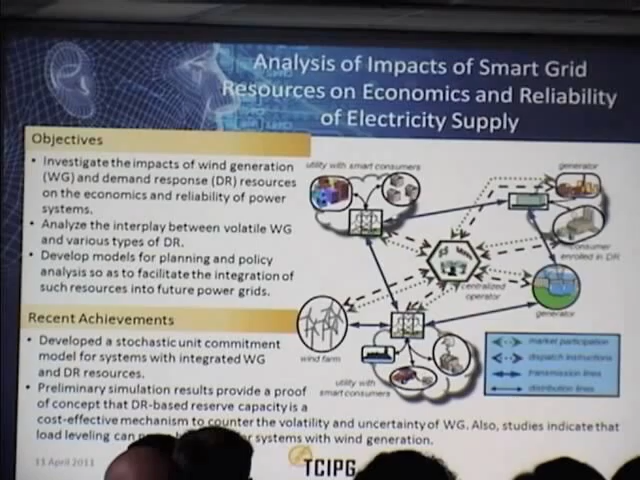 Analysis of Impacts of Smart Grid
Resources on Economics and Reliability
of Electricity Supply
Objectives
• Investigate the impacts of wind generation
(WG) and demand response (DR) resources
on the economics and reliability of power
systems.
• Analyze the interplay between volatile WG
and various types of DR.
• Develop models for planning and policy
analysis so as to facilitate the integration of
such resources into future power grids.
Recent Achievements
• Developed a stochastic unit commitment
model for systems with integrated WG
and DR resources.
• Preliminary simulation results provide a proof
of concept that DR-based reserve capacity is a
cost-effective mechanism to counter the volatility and uncertainty of WG. Also, studies indicate that
load leveling can systems with wind generation.
utility with smart consumers
generator
consumer
enrolled in DR
centralized
operator
generator
wind farm
utility with
smart consumers
market participation
dispatch instructions
transmission lines
distribution lines
11 April 2011
TCIPG